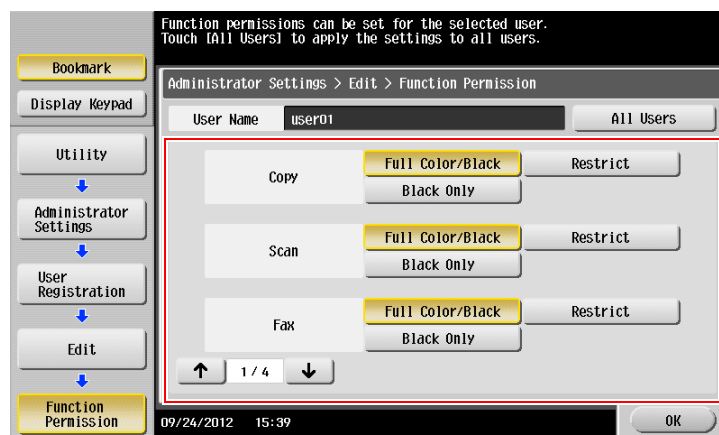 Function permissions can be set for the selected user.
Touch [All Users] to apply the settings to all users.
Bookmark
Display Keypad
Utility
Administrator
Settings
User
Registration
Edit
Function
Permission
Administrator Settings > Edit > Function Permission
User Name user01 All Users
Copy Full Color/Black Restrict
Black Only
Scan Full Color/Black Restrict
Black Only
Fax Full Color/Black Restrict
Black Only
↑ 1/4 ↓
09/24/2012 15:39 OK